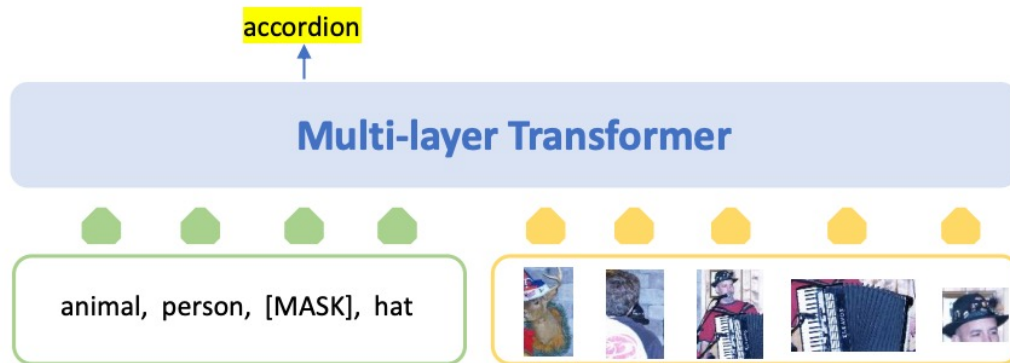 accordion
Multi-layer Transformer
animal, person, [MASK], hat